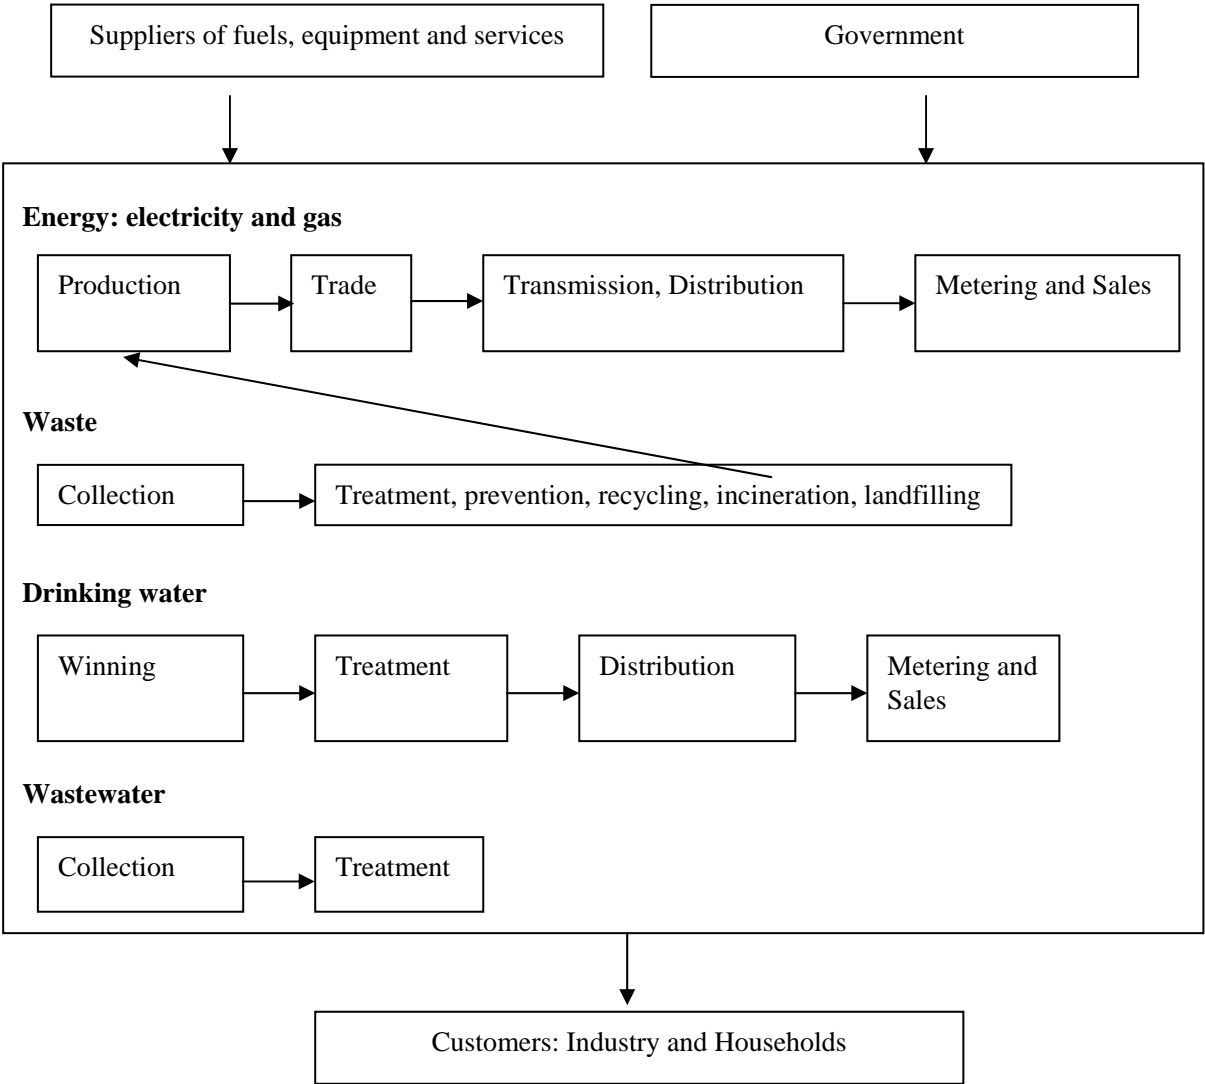 Suppliers of fuels, equipment and services
Government
Energy: electricity and gas
Production
Trade
Transmission, Distribution
Metering and Sales
Waste
Collection
Treatment, prevention, recycling, incineration, landfilling
Drinking water
Winning
Treatment
Distribution
Metering and
Sales
Wastewater
Collection
Treatment
Customers: Industry and Households